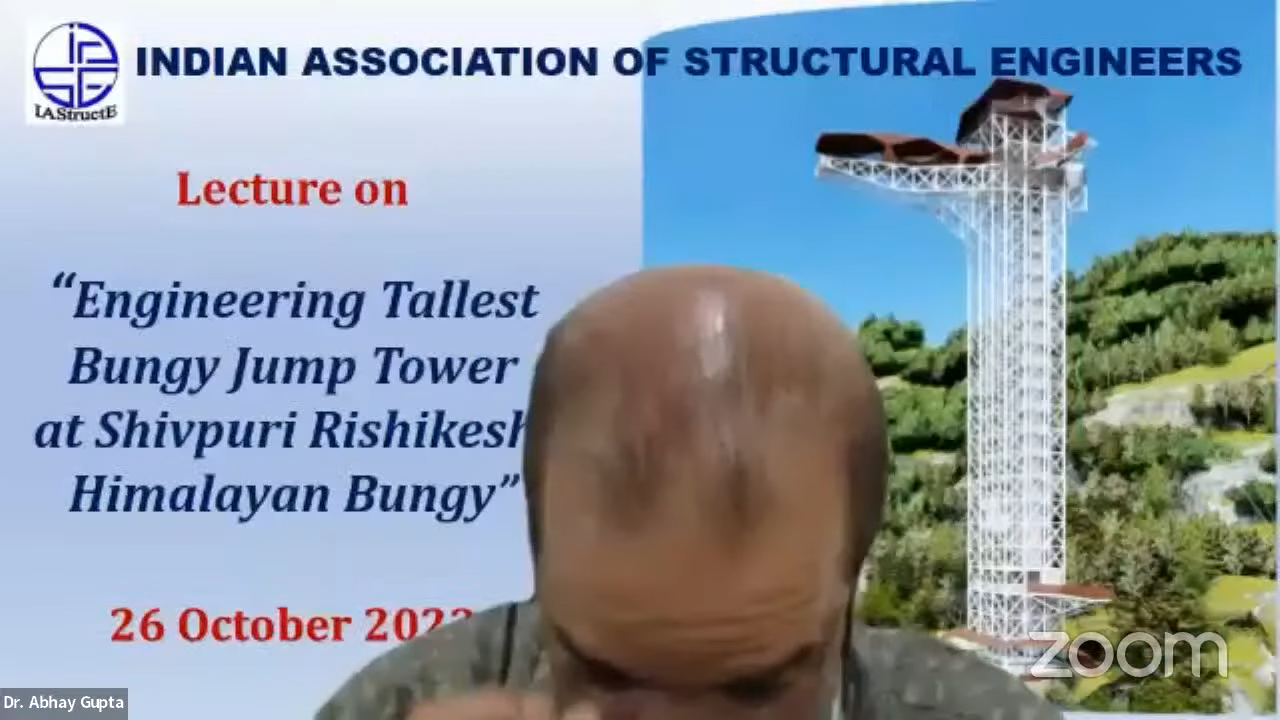 INDIAN ASSOCIATION OF STRUCTURAL ENGINEERS
IAStructE
Lecture on
“Engineering Tallest
Bungy Jump Tower
at Shivpuri Rishikesh
Himalayan Bungy”
26 October
zoom
Dr. Abhay Gupta